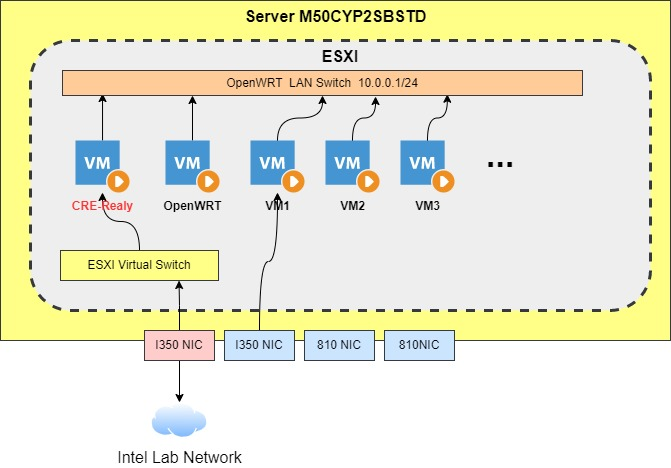 Server M50CYP2SBSTD
ESXI
OpenWRT LAN Switch 10.0.0.1/24
VM
VM
VM
VM
VM
...
CRE-Realy
OpenWRT
VM1
VM2
VM3
ESXI Virtual Switch
I350 NIC
I350 NIC
810 NIC
810NIC
Intel Lab Network